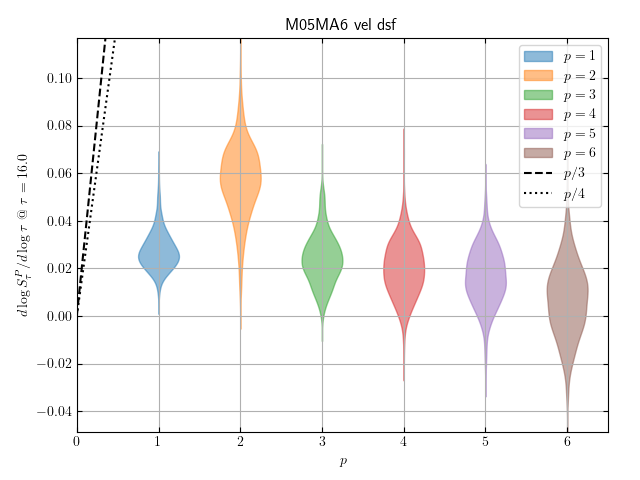 M05MA6 vel dsf
d log S_τ^P / d log τ @ τ = 16.0
0.10
0.08
0.06
0.04
0.02
0.00
−0.02
−0.04
0 1 2 3 4 5 6
p
p = 1
p = 2
p = 3
p = 4
p = 5
p = 6
p/3
p/4